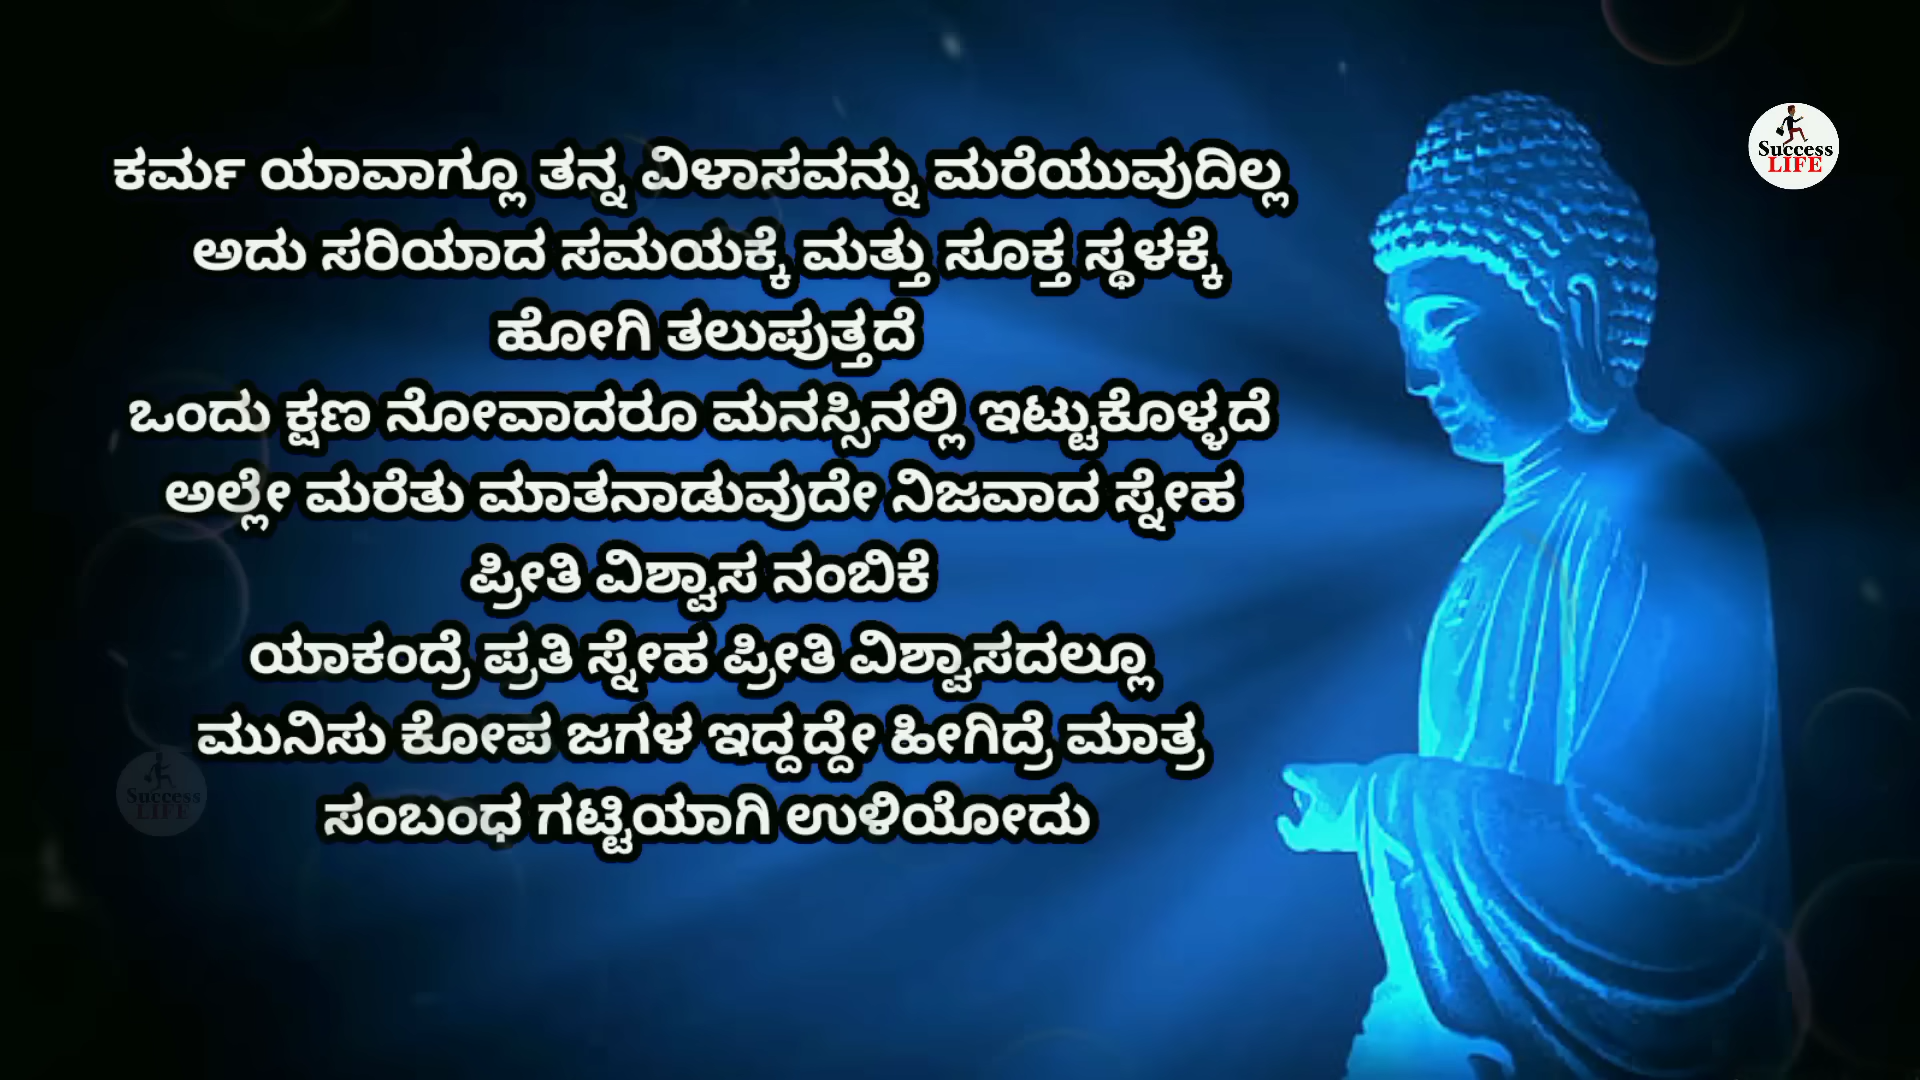 ಕರ್ಮ ಯಾವಾಗ್ಲೂ ತನ್ನ ವಿಳಾಸವನ್ನು ಮರೆಯುವುದಿಲ್ಲ
ಅದು ಸರಿಯಾದ ಸಮಯಕ್ಕೆ ಮತ್ತು ಸೂಕ್ತ ಸ್ಥಳಕ್ಕೆ
ಹೋಗಿ ತಲುಪುತ್ತದೆ
ಒಂದು ಕ್ಷಣ ನೋವಾದರೂ ಮನಸ್ಸಿನಲ್ಲಿ ಇಟ್ಟುಕೊಳ್ಳದೆ
ಅಲ್ಲೇ ಮರೆತು ಮಾತನಾಡುವುದೇ ನಿಜವಾದ ಸ್ನೇಹ
ಪ್ರೀತಿ ವಿಶ್ವಾಸ ನಂಬಿಕೆ
ಯಾಕಂದ್ರೆ ಪ್ರತಿ ಸ್ನೇಹ ಪ್ರೀತಿ ವಿಶ್ವಾಸದಲ್ಲೂ
ಮುನಿಸು ಕೋಪ ಜಗಳ ಇದ್ದದ್ದೇ ಹೀಗಿದ್ರೆ ಮಾತ್ರ
ಸಂಬಂಧ ಗಟ್ಟಿಯಾಗಿ ಉಳಿಯೋದು
Success
LIFE
Success
LIFE